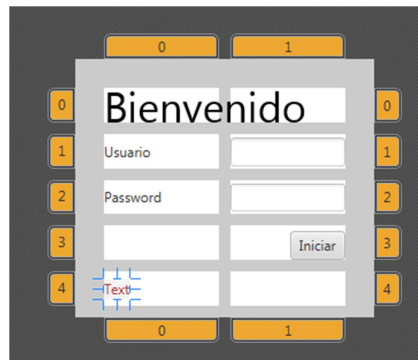 0 1
0 Bienvenido 0
1 Usuario 1
2 Password 2
3 Iniciar 3
4 Text 4
0 1